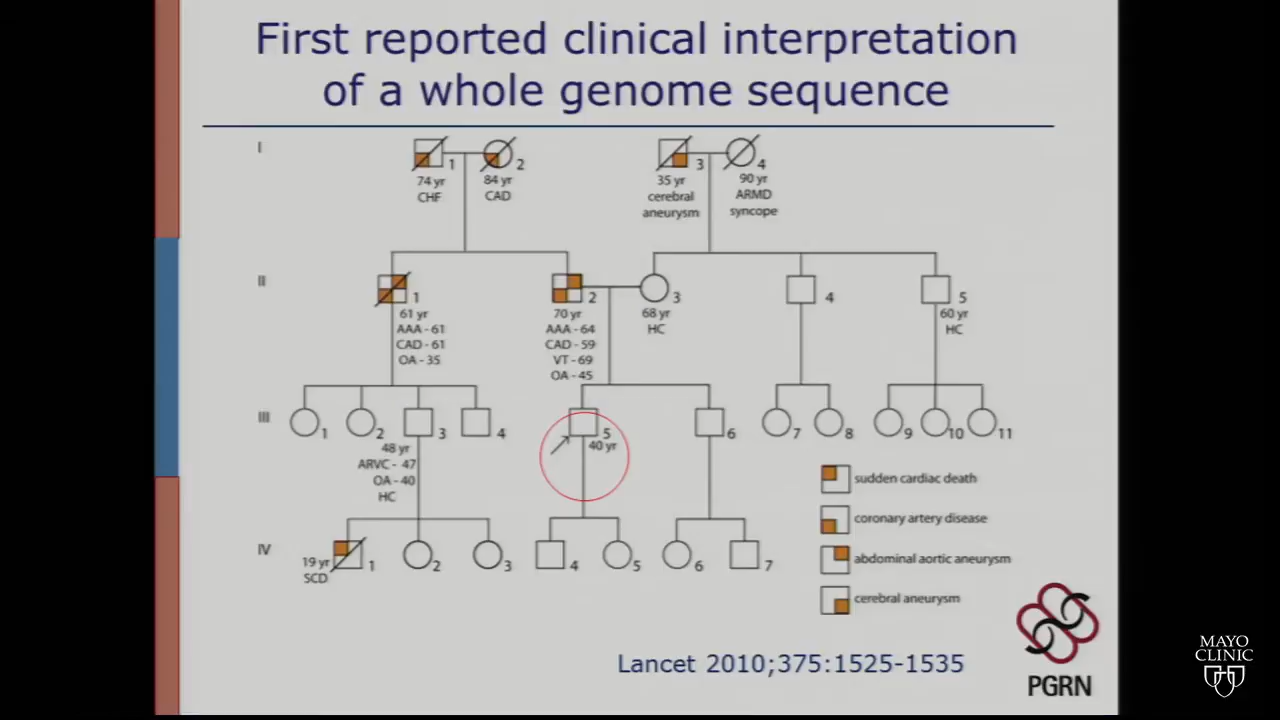 First reported clinical interpretation
of a whole genome sequence
I
1
2
3
4
74 yr
CHF
84 yr
CAD
35 yr
cerebral
aneurysm
90 yr
ARMD
syncope
II
1
2
3
4
5
61 yr
AAA - 61
CAD - 61
OA - 35
70 yr
AAA - 64
CAD - 59
VT - 69
OA - 45
68 yr
HC
60 yr
HC
III
1
2
3
4
5
6
7
8
9
10
11
48 yr
ARVC - 47
OA - 40
HC
40 yr
IV
1
2
3
4
5
6
7
19 yr
SCD
sudden cardiac death
coronary artery disease
abdominal aortic aneurysm
cerebral aneurysm
Lancet 2010;375:1525-1535
PGRN
MAYO
CLINIC